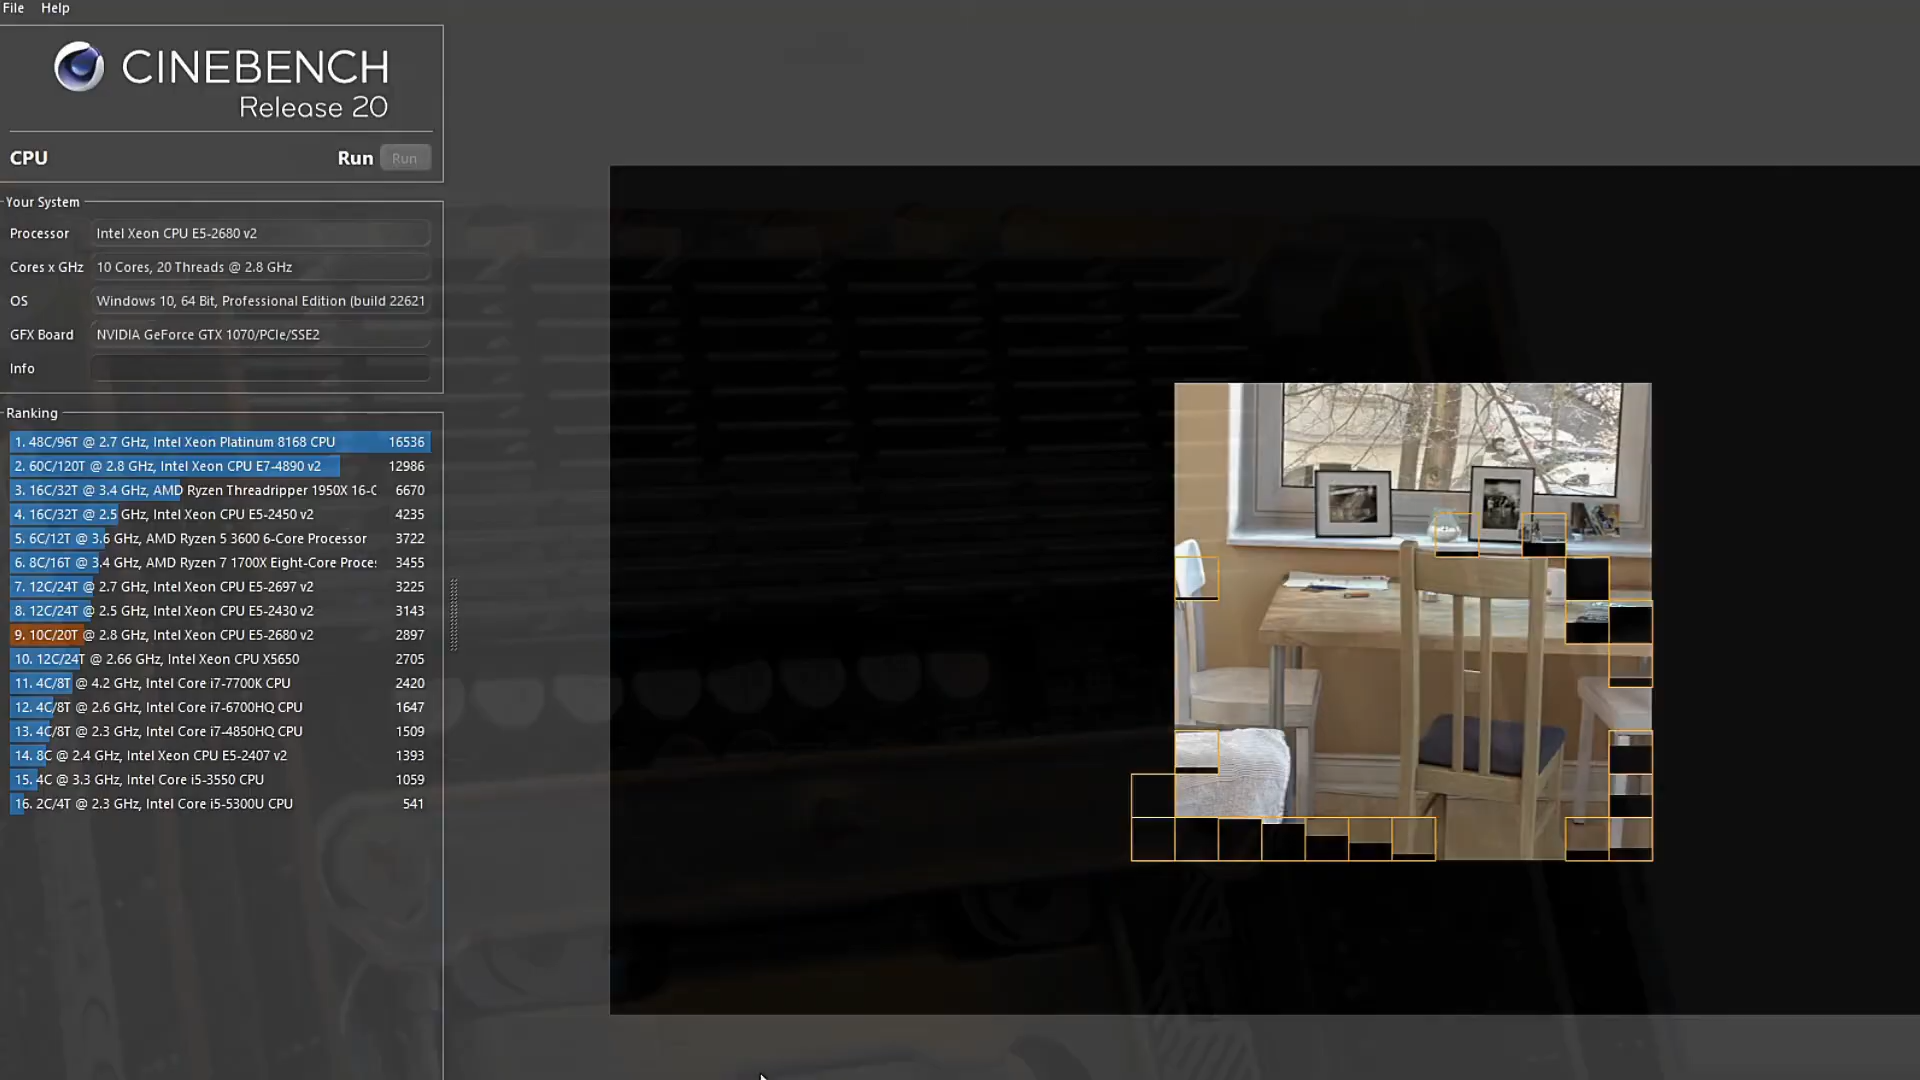 File Help
CINEBENCH
Release 20
CPU Run Run
Your System
Processor Intel Xeon CPU E5-2680 v2
Cores x GHz 10 Cores, 20 Threads @ 2.8 GHz
OS Windows 10, 64 Bit, Professional Edition (build 22621
GFX Board NVIDIA GeForce GTX 1070/PCIe/SSE2
Info
Ranking
1. 48C/96T @ 2.7 GHz, Intel Xeon Platinum 8168 CPU 16536
2. 60C/120T @ 2.8 GHz, Intel Xeon CPU E7-4890 v2 12986
3. 16C/32T @ 3.4 GHz, AMD Ryzen Threadripper 1950X 16-C 6670
4. 16C/32T @ 2.5 GHz, Intel Xeon CPU E5-2450 v2 4235
5. 6C/12T @ 3.6 GHz, AMD Ryzen 5 3600 6-Core Processor 3722
6. 8C/16T @ 3.4 GHz, AMD Ryzen 7 1700X Eight-Core Proces 3455
7. 12C/24T @ 2.7 GHz, Intel Xeon CPU E5-2697 v2 3225
8. 12C/24T @ 2.5 GHz, Intel Xeon CPU E5-2430 v2 3143
9. 10C/20T @ 2.8 GHz, Intel Xeon CPU E5-2680 v2 2897
10. 12C/24T @ 2.66 GHz, Intel Xeon CPU X5650 2705
11. 4C/8T @ 4.2 GHz, Intel Core i7-7700K CPU 2420
12. 4C/8T @ 2.6 GHz, Intel Core i7-6700HQ CPU 1647
13. 4C/8T @ 2.3 GHz, Intel Core i7-4850HQ CPU 1509
14. 8C @ 2.4 GHz, Intel Xeon CPU E5-2407 v2 1393
15. 4C @ 3.3 GHz, Intel Core i5-3550 CPU 1059
16. 2C/4T @ 2.3 GHz, Intel Core i5-5300U CPU 541